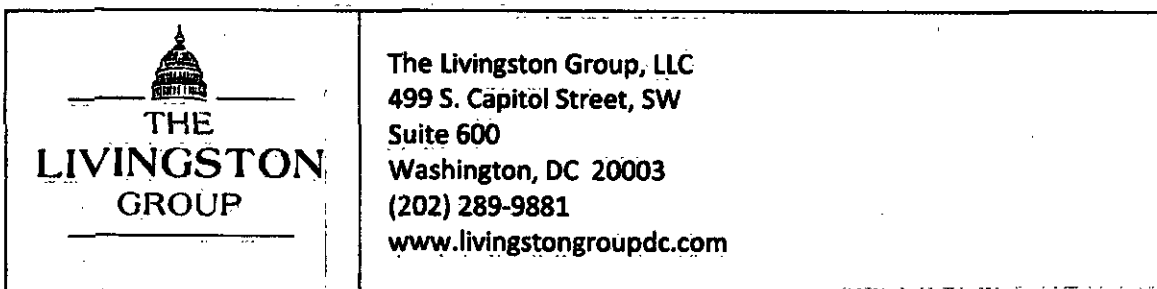 THE
LIVINGSTON
GROUP
The Livingston Group, LLC
499 S. Capitol Street, SW
Suite 600
Washington, DC 20003
(202) 289-9881
www.livingstongroupdc.com